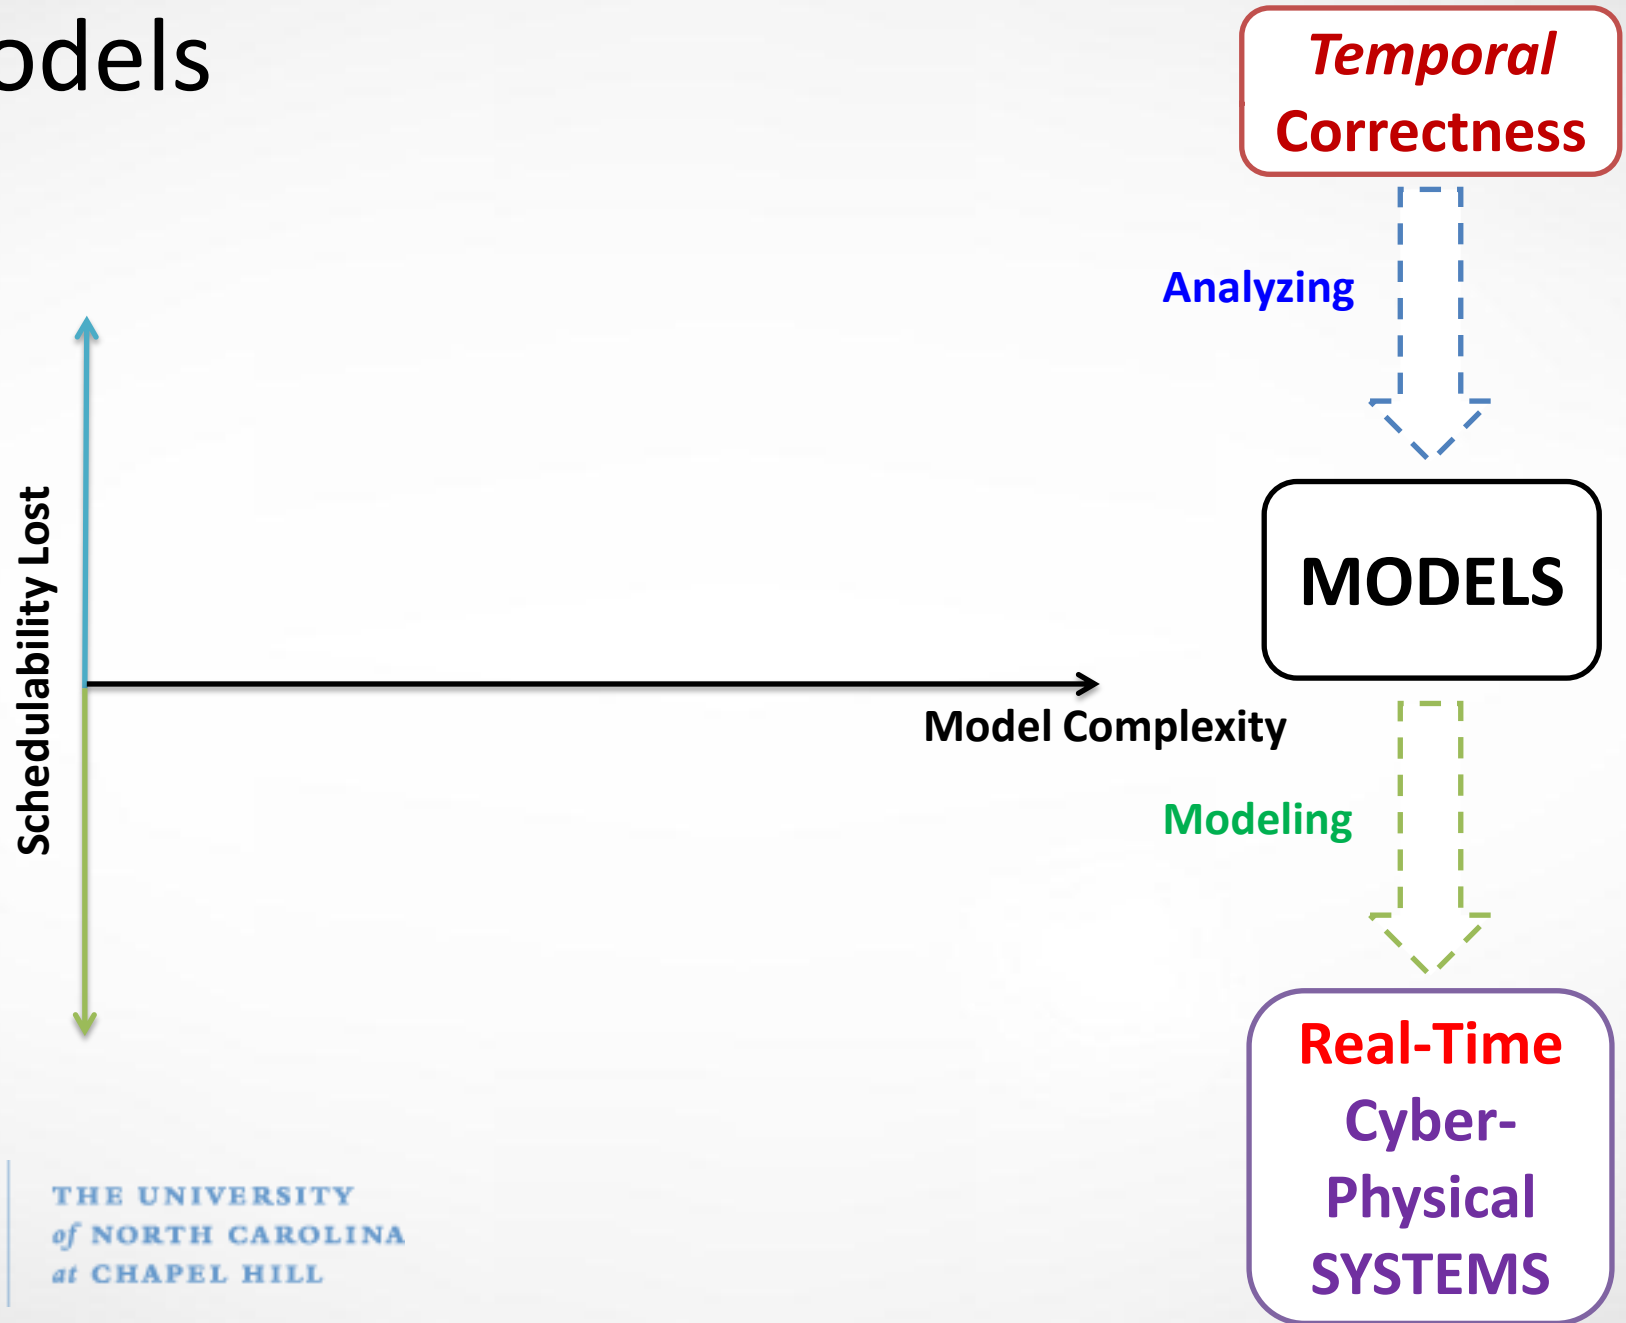 odels
Temporal
Correctness
Analyzing
Schedulability Lost
MODELS
Model Complexity
Modeling
Real-Time
Cyber-
Physical
SYSTEMS
THE UNIVERSITY
of NORTH CAROLINA
at CHAPEL HILL